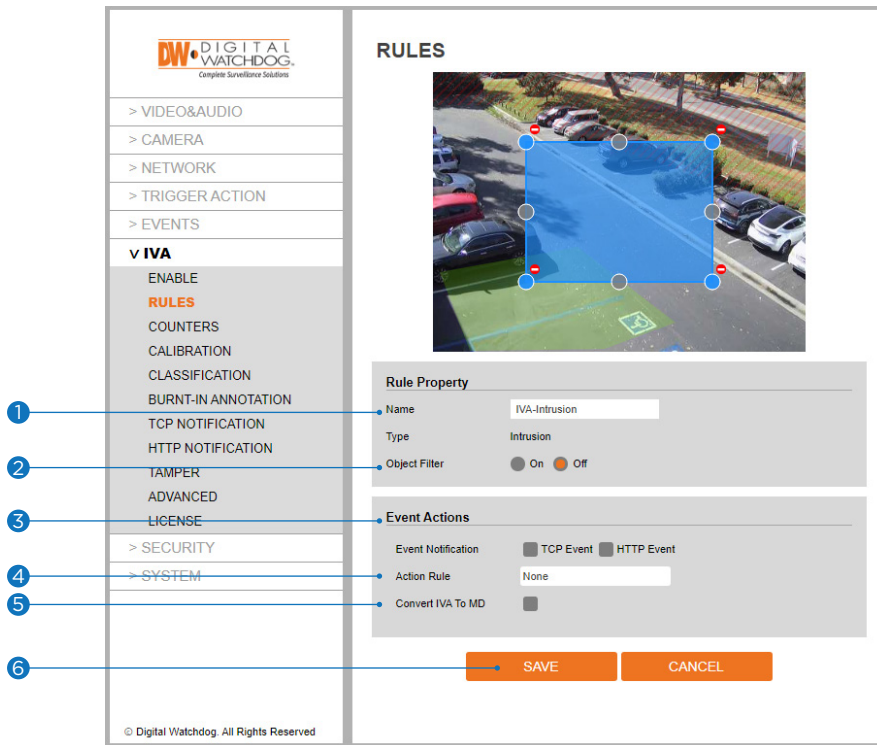 DW DIGITAL
WATCHDOG®
Complete Surveillance Solutions
> VIDEO&AUDIO
> CAMERA
> NETWORK
> TRIGGER ACTION
> EVENTS
v IVA
ENABLE
RULES
COUNTERS
CALIBRATION
CLASSIFICATION
BURNT-IN ANNOTATION
TCP NOTIFICATION
HTTP NOTIFICATION
TAMPER
ADVANCED
LICENSE
> SECURITY
> SYSTEM
© Digital Watchdog. All Rights Reserved
RULES
Rule Property
1 Name IVA-Intrusion
Type Intrusion
2 Object Filter On Off
3 Event Actions
Event Notification TCP Event HTTP Event
4 Action Rule None
5 Convert IVA To MD
6 SAVE CANCEL